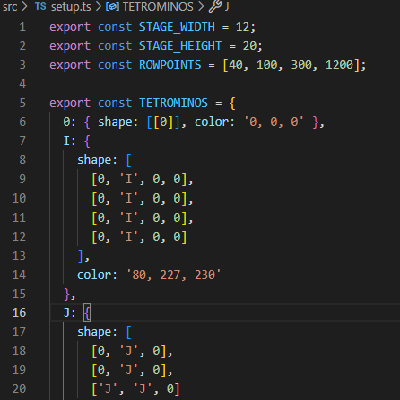 src > TS setup.ts > TETROMINOS > J
1 export const STAGE_WIDTH = 12;
2 export const STAGE_HEIGHT = 20;
3 export const ROWPOINTS = [40, 100, 300, 1200];
4
5 export const TETROMINOS = {
6 0: { shape: [[0]], color: '0, 0, 0' },
7 I: {
8 shape: [
9 [0, 'I', 0, 0],
10 [0, 'I', 0, 0],
11 [0, 'I', 0, 0],
12 [0, 'I', 0, 0]
13 ],
14 color: '80, 227, 230'
15 },
16 J: {
17 shape: [
18 [0, 'J', 0],
19 [0, 'J', 0],
20 ['J', 'J', 0]